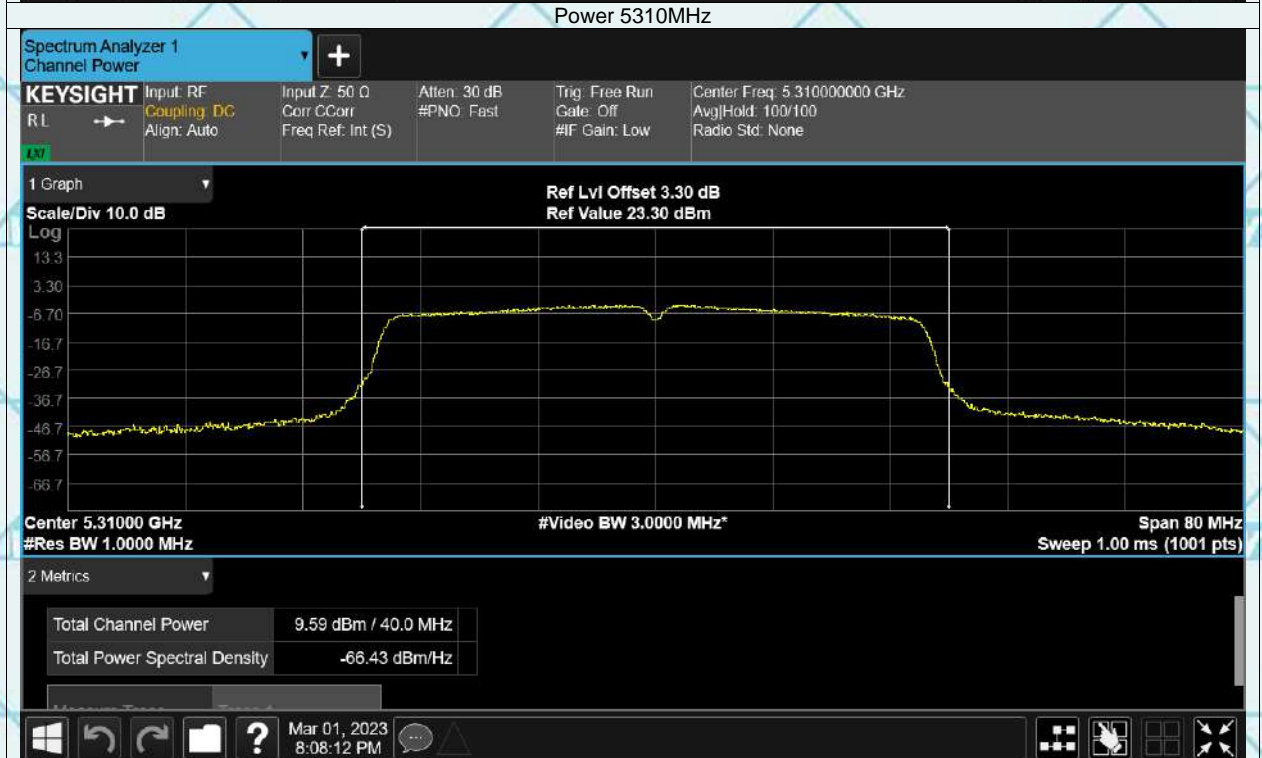 Power 5310MHz
Spectrum Analyzer 1
Channel Power
+
KEYSIGHT
RL
LXI
Input: RF
Coupling: DC
Align: Auto
Input Z: 50 Ω
Corr CCorr
Freq Ref: Int (S)
Atten: 30 dB
#PNO: Fast
Trig: Free Run
Gate: Off
#IF Gain: Low
Center Freq: 5.310000000 GHz
Avg|Hold: 100/100
Radio Std: None
1 Graph
Scale/Div 10.0 dB
Ref Lvl Offset 3.30 dB
Ref Value 23.30 dBm
Log
13.3
3.30
-6.70
-16.7
-26.7
-36.7
-46.7
-56.7
-66.7
Center 5.31000 GHz
#Video BW 3.0000 MHz*
Span 80 MHz
#Res BW 1.0000 MHz
Sweep 1.00 ms (1001 pts)
2 Metrics
Total Channel Power 9.59 dBm / 40.0 MHz
Total Power Spectral Density -66.43 dBm/Hz
?
Mar 01, 2023
8:08:12 PM